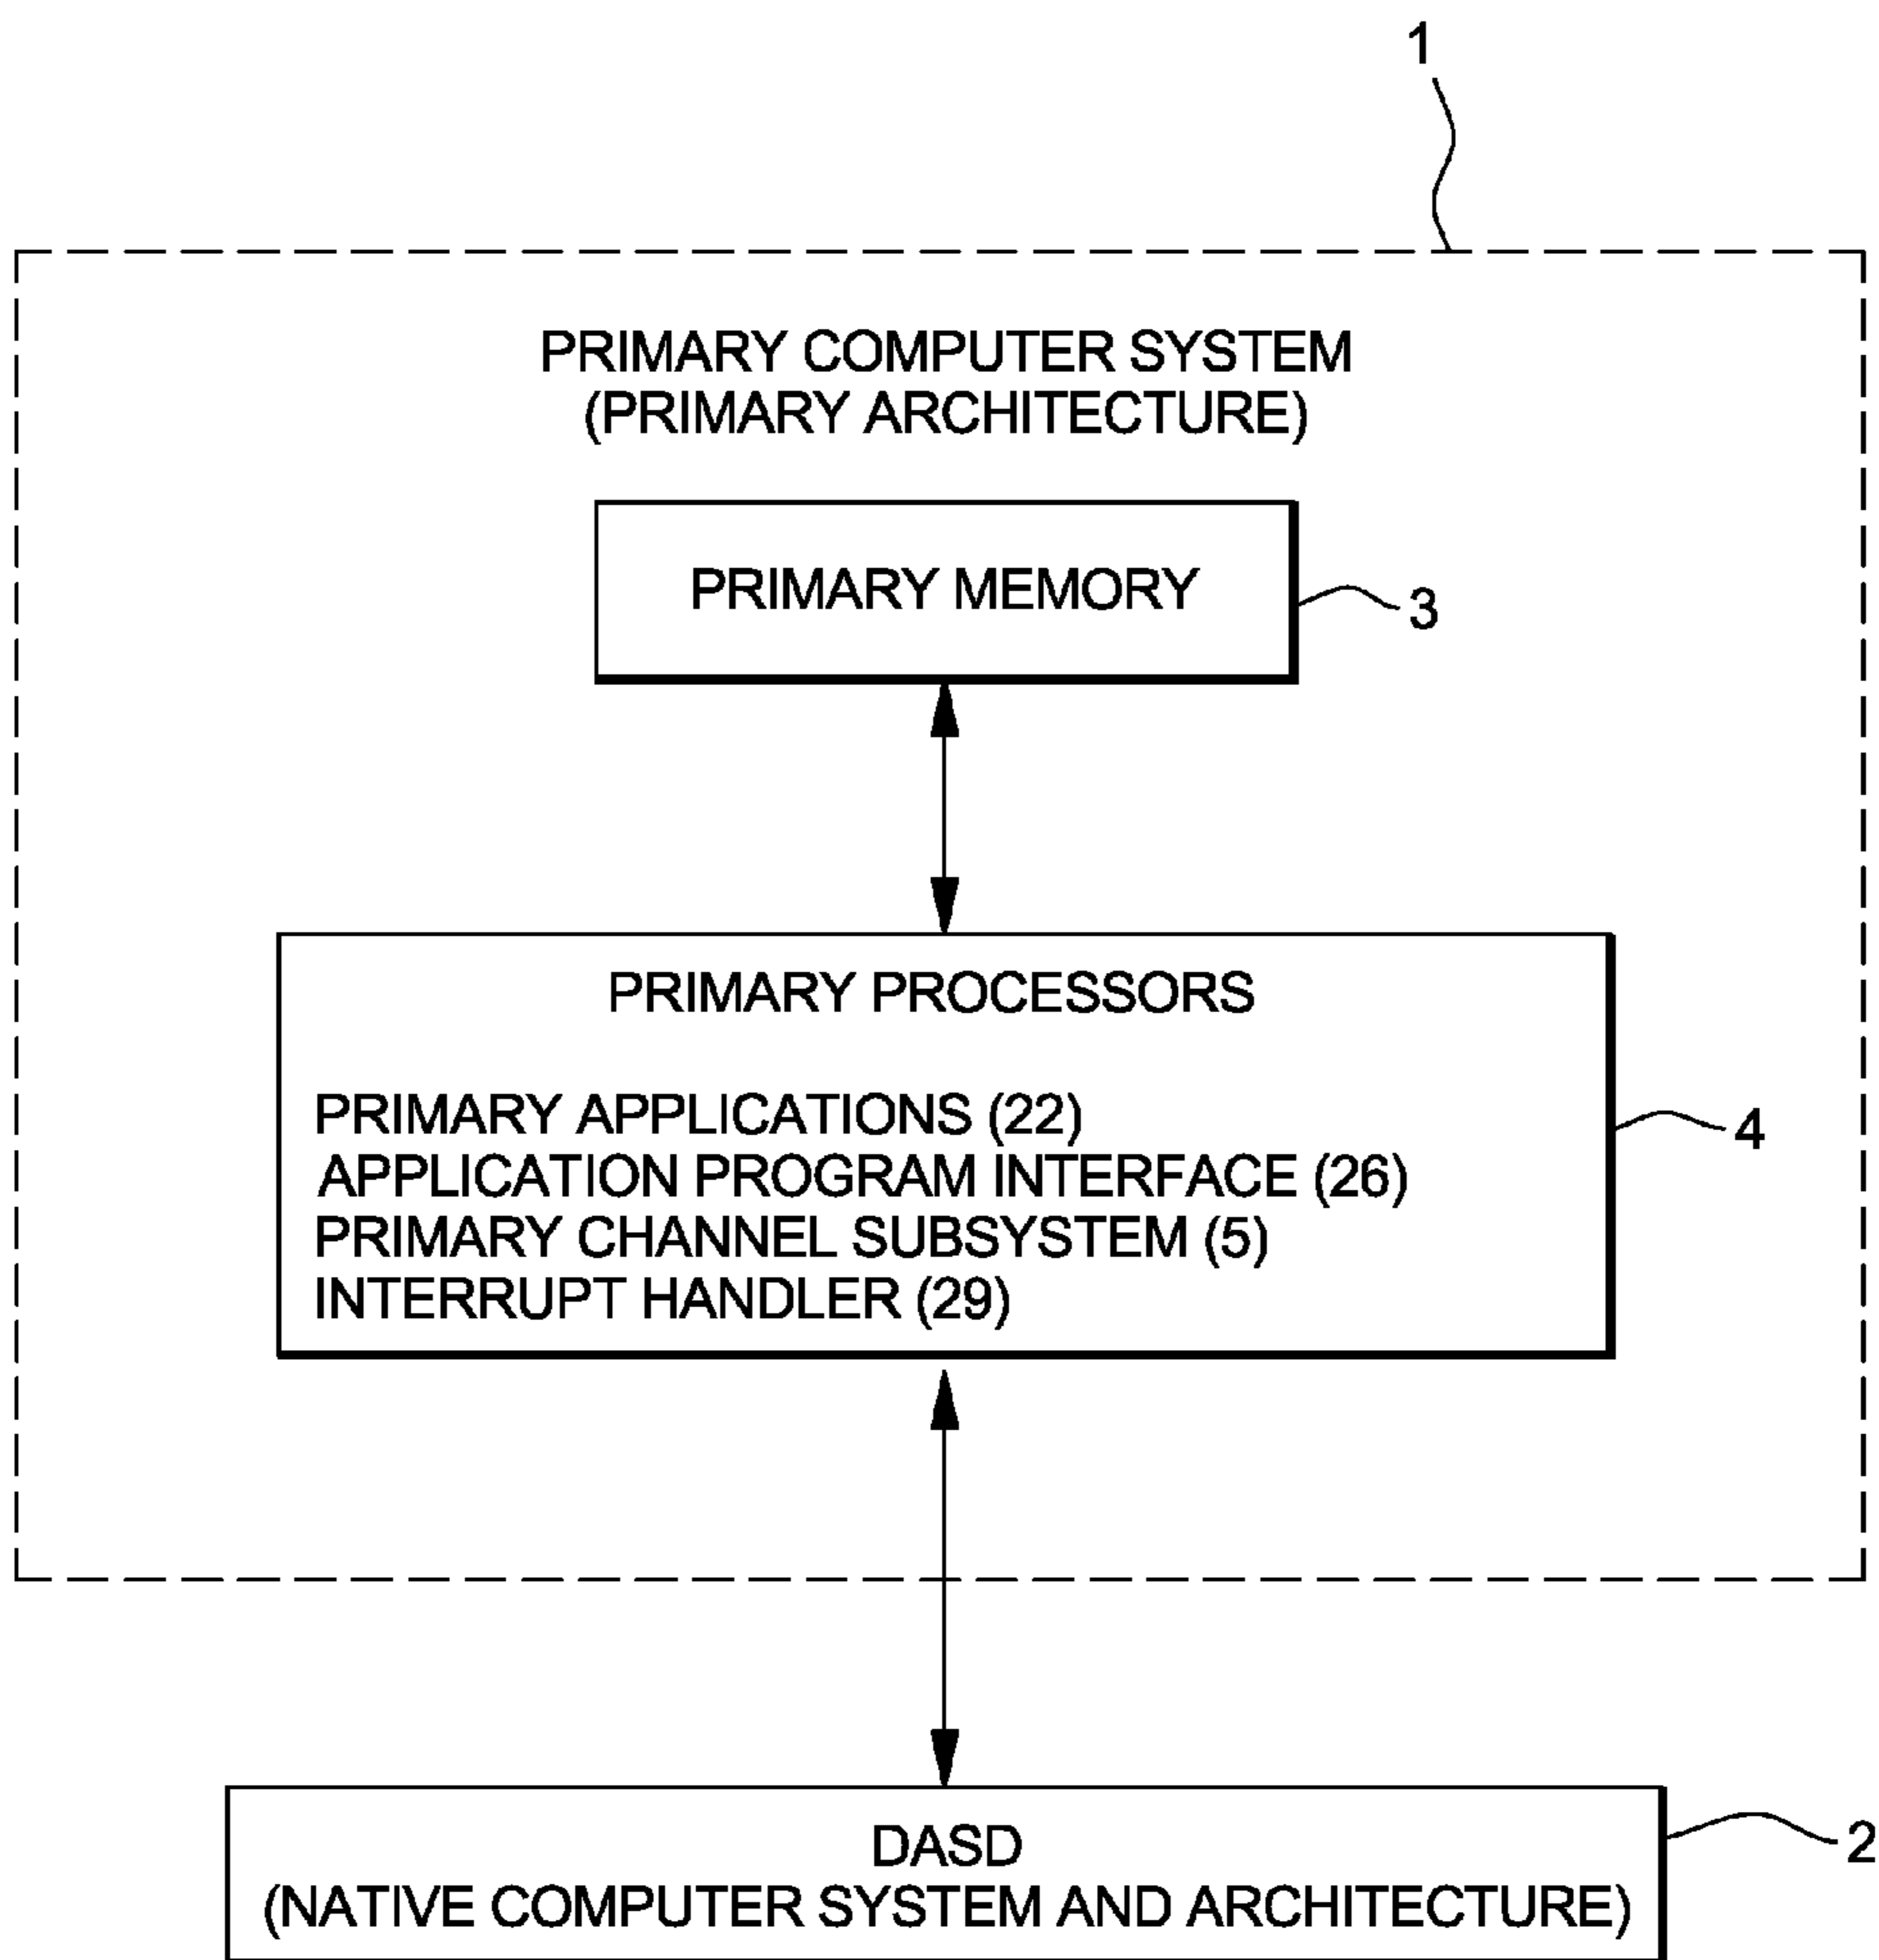 1
PRIMARY COMPUTER SYSTEM
(PRIMARY ARCHITECTURE)
PRIMARY MEMORY
3
PRIMARY PROCESSORS
PRIMARY APPLICATIONS (22)
APPLICATION PROGRAM INTERFACE (26)
PRIMARY CHANNEL SUBSYSTEM (5)
INTERRUPT HANDLER (29)
4
DASD
(NATIVE COMPUTER SYSTEM AND ARCHITECTURE)
2